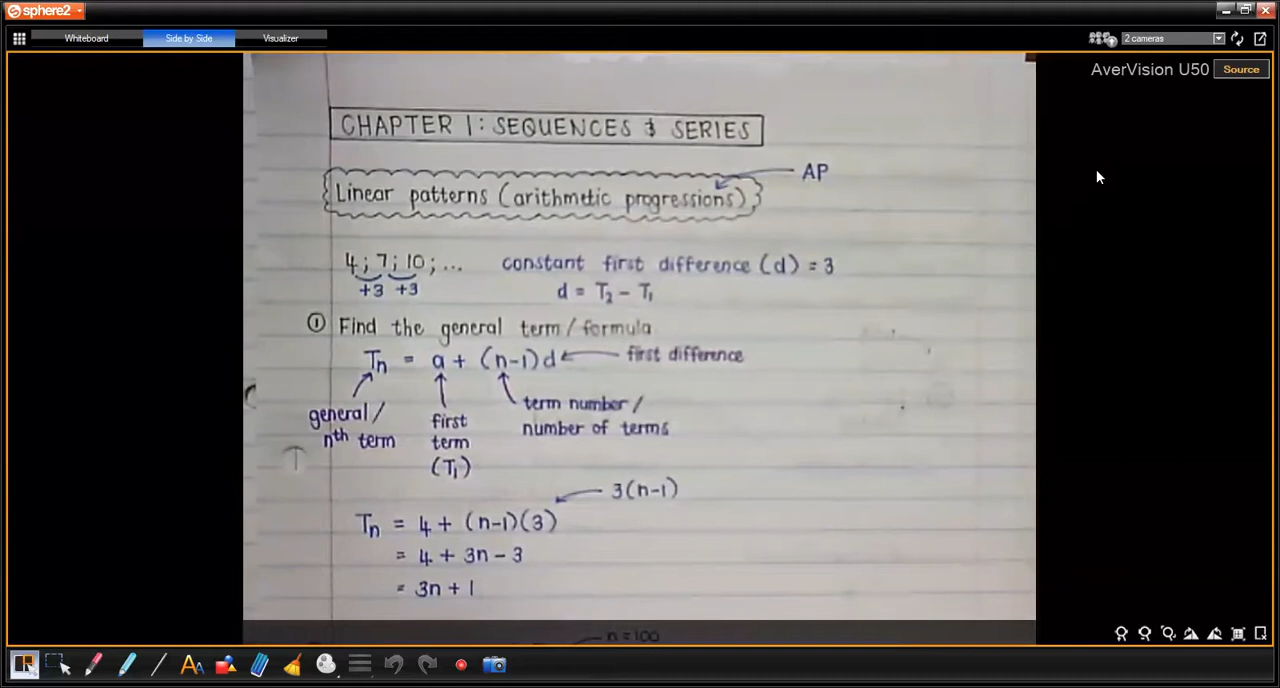 sphere2
Whiteboard
Side by Side
Visualizer
2 cameras
AverVision U50
Source
CHAPTER 1: SEQUENCES & SERIES
AP
Linear patterns (arithmetic progressions)
4; 7; 10; ... constant first difference (d) = 3
+3 +3 d = T₂ - T₁
① Find the general term / formula
Tn = a + (n-1)d ← first difference
general / nth term
first term (T₁)
term number / number of terms
3(n-1)
Tn = 4 + (n-1)(3)
= 4 + 3n - 3
= 3n + 1
n = 100